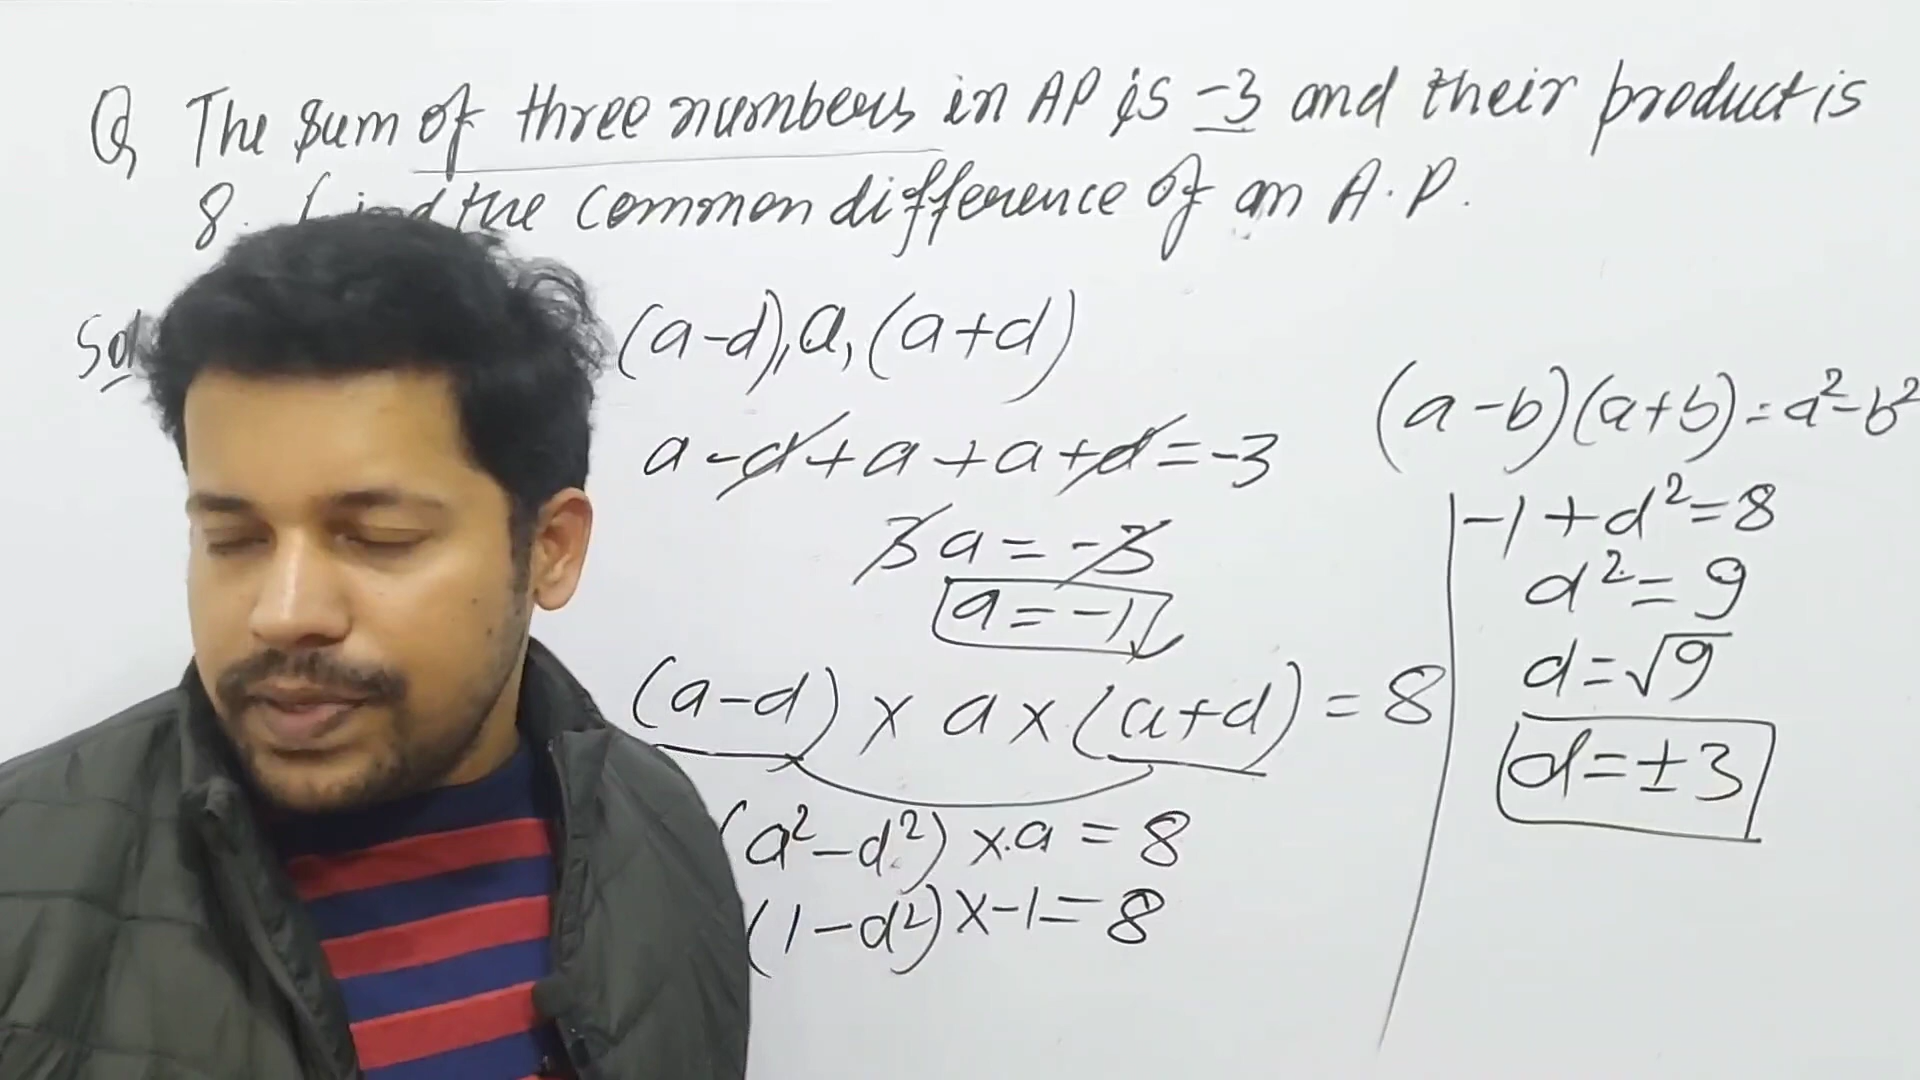 Q The sum of three numbers in AP is -3 and their product is
8. find the common difference of an A.P.
Sol
(a-d), a, (a+d)
a-d+a+a+d=-3
3a=-3
a=-1
(a-d) × a × (a+d) = 8
(a²-d²) ×a = 8
(1-d²) ×-1 = 8
(a-b)(a+b)=a²-b²
-1+d²=8
d²=9
d=√9
d=±3